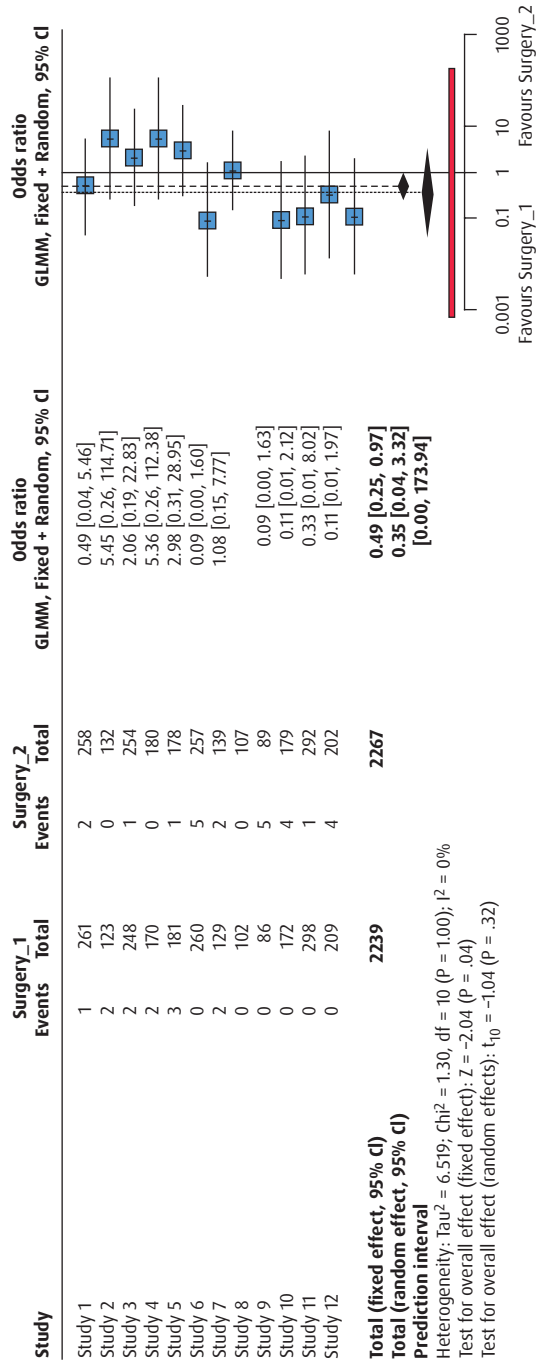 Surgery_1 Surgery_2 Odds ratio Odds ratio
Study Events Total Events Total GLMM, Fixed + Random, 95% CI GLMM, Fixed + Random, 95% CI
Study 1 1 261 2 258 0.49 [0.04, 5.46]
Study 2 2 123 0 132 5.45 [0.26, 114.71]
Study 3 2 248 1 254 2.06 [0.19, 22.83]
Study 4 2 170 0 180 5.36 [0.26, 112.38]
Study 5 3 181 1 178 2.98 [0.31, 28.95]
Study 6 0 260 5 257 0.09 [0.00, 1.60]
Study 7 2 129 2 139 1.08 [0.15, 7.77]
Study 8 0 102 0 107
Study 9 0 86 5 89 0.09 [0.00, 1.63]
Study 10 0 172 4 179 0.11 [0.01, 2.12]
Study 11 0 298 1 292 0.33 [0.01, 8.02]
Study 12 0 209 4 202 0.11 [0.01, 1.97]
Total (fixed effect, 95% CI) 2239 2267 0.49 [0.25, 0.97]
Total (random effect, 95% CI) 0.35 [0.04, 3.32]
Prediction interval [0.00, 173.94]
Heterogeneity: Tau² = 6.519; Chi² = 1.30, df = 10 (P = 1.00); I² = 0%
Test for overall effect (fixed effect): Z = −2.04 (P = .04)
Test for overall effect (random effects): t₁₀ = −1.04 (P = .32)
0.001 0.1 1 10 1000
Favours Surgery_1 Favours Surgery_2